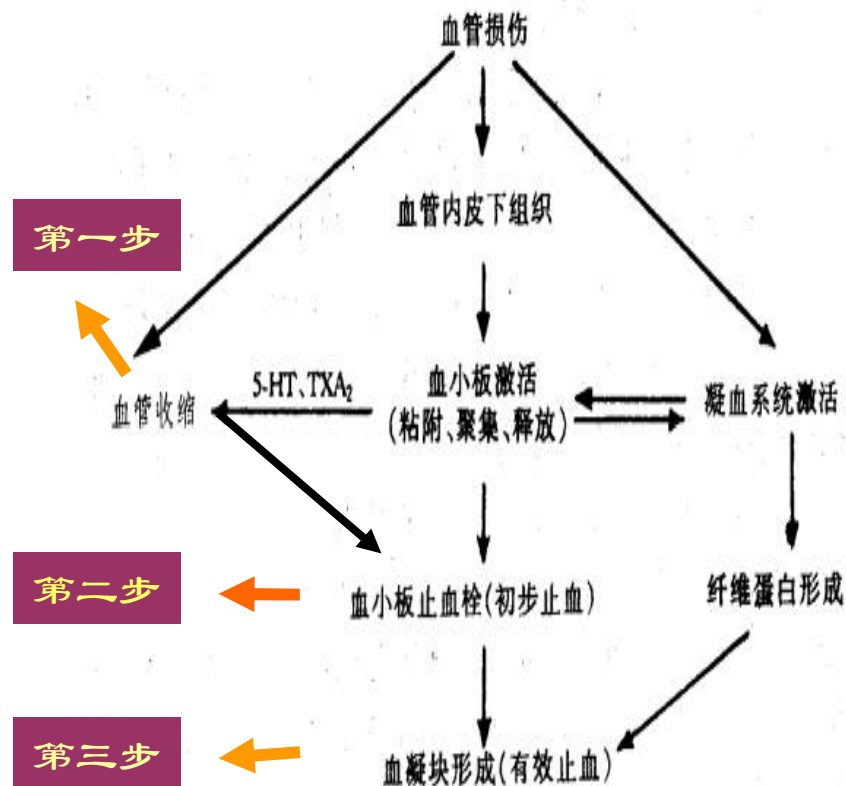 血管损伤
血管内皮下组织
第一步
5-HT、TXA₂
血小板激活
血管收缩
(粘附、聚集、释放)
凝血系统激活
第二步
血小板止血栓(初步止血)
纤维蛋白形成
第三步
血凝块形成(有效止血)